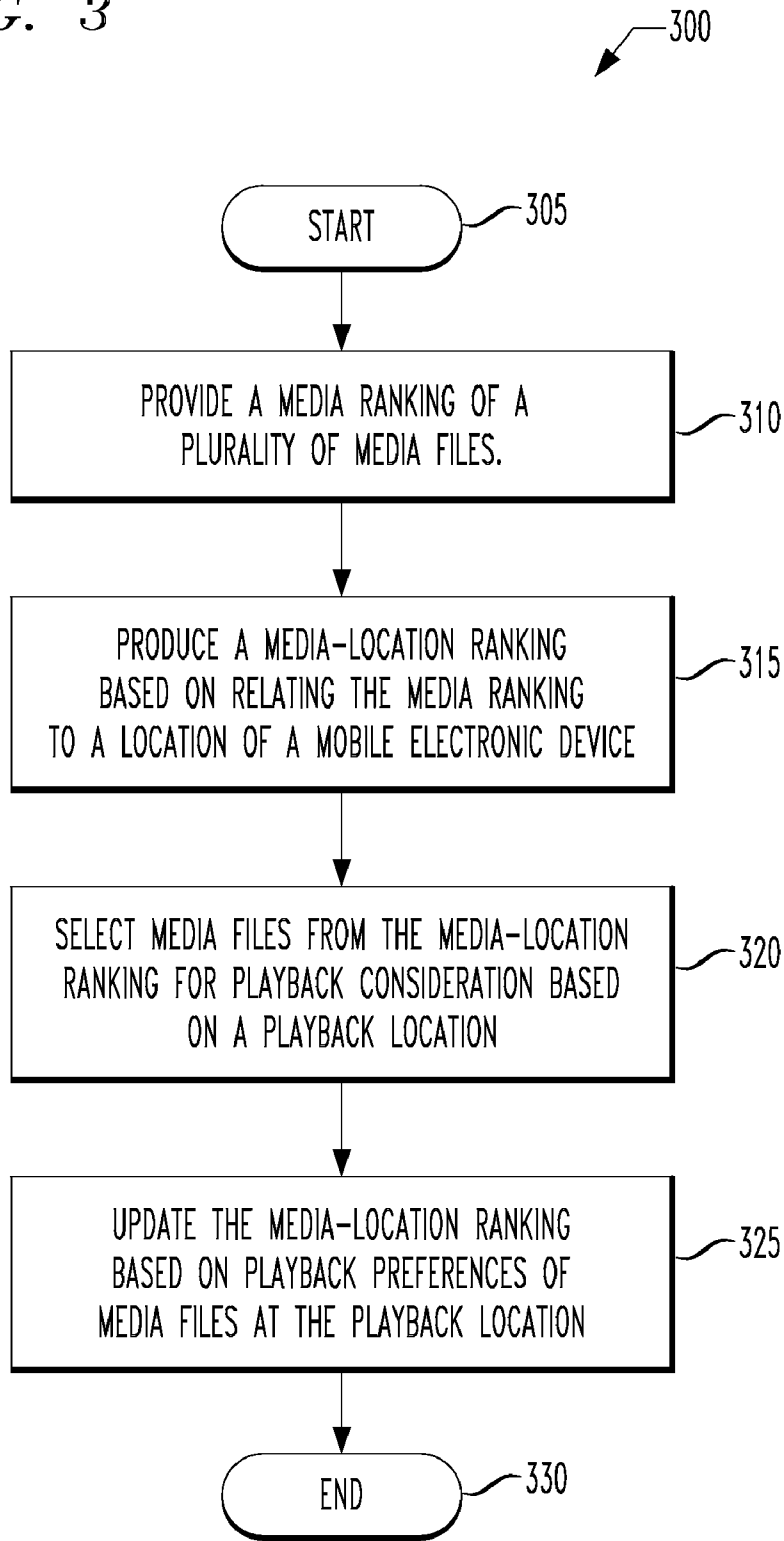 G. 3
300
START
305
PROVIDE A MEDIA RANKING OF A
PLURALITY OF MEDIA FILES.
310
PRODUCE A MEDIA-LOCATION RANKING
BASED ON RELATING THE MEDIA RANKING
TO A LOCATION OF A MOBILE ELECTRONIC DEVICE
315
SELECT MEDIA FILES FROM THE MEDIA-LOCATION
RANKING FOR PLAYBACK CONSIDERATION BASED
ON A PLAYBACK LOCATION
320
UPDATE THE MEDIA-LOCATION RANKING
BASED ON PLAYBACK PREFERENCES OF
MEDIA FILES AT THE PLAYBACK LOCATION
325
END
330